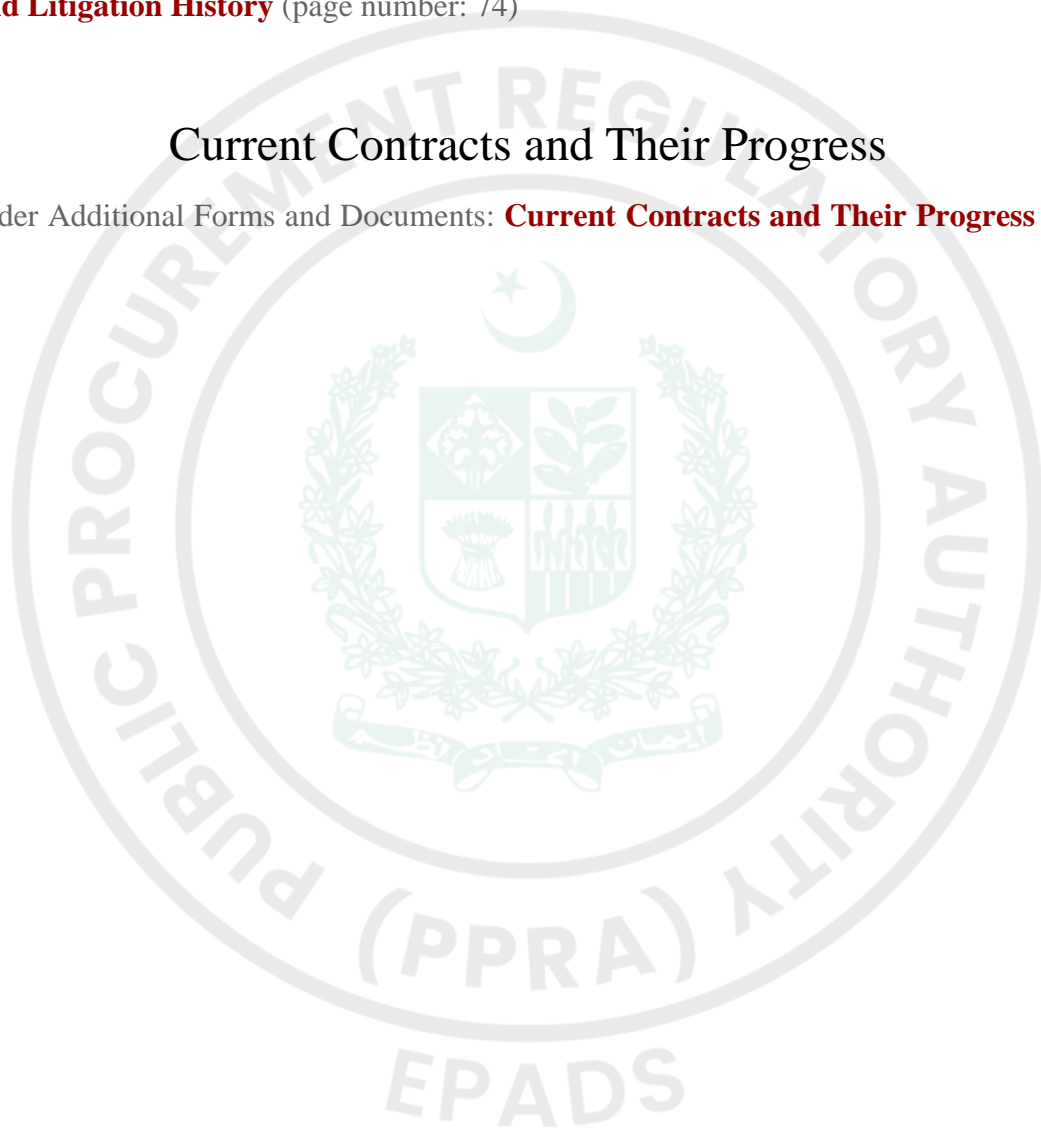 d Litigation History (page number: 74)
Current Contracts and Their Progress
der Additional Forms and Documents: Current Contracts and Their Progress
PUBLIC PROCUREMENT REGULATORY AUTHORITY
(PPRA)
EPADS